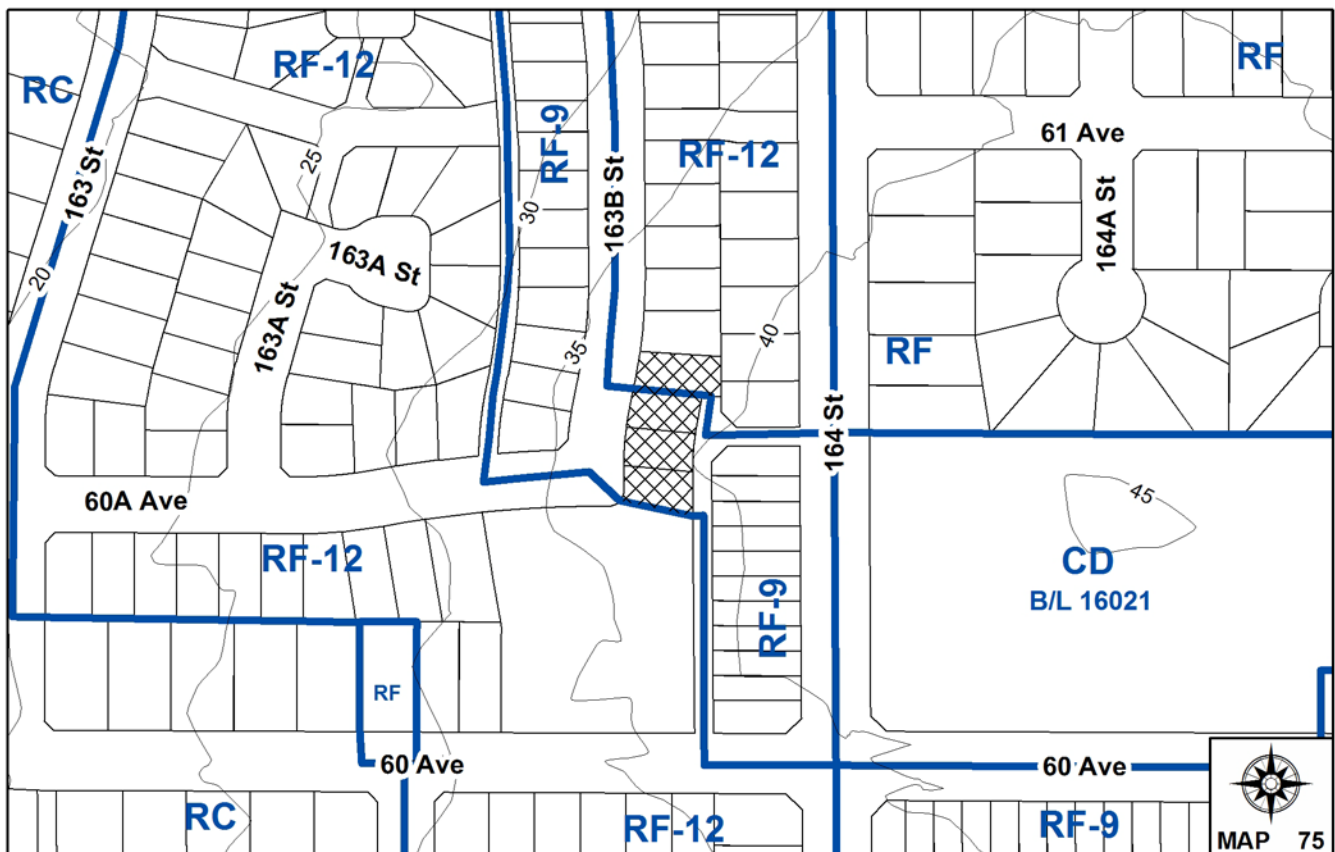 RF-12
RF
RC
RF-9
61 Ave
RF-12
25
163 St
163B St
164A St
30
163A St
20
163A St
40
35
RF
164 St
45
60A Ave
RF-12
CD
B/L 16021
RF-9
RF
60 Ave
60 Ave
RC
RF-12
RF-9
MAP 75